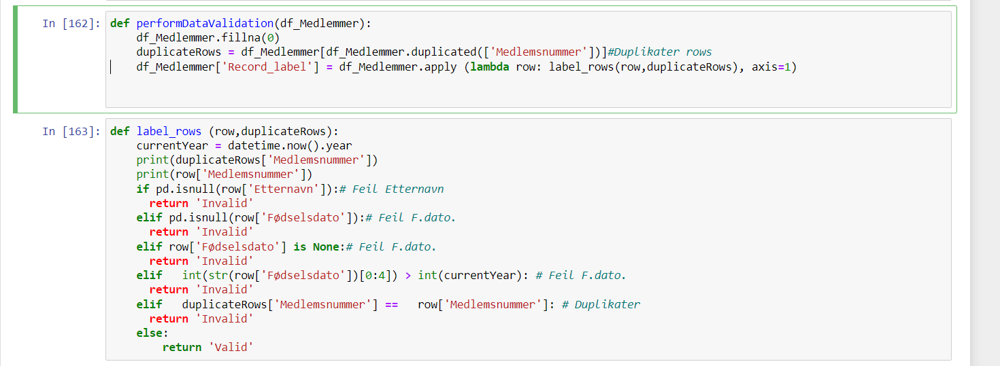 In [162]: def performDataValidation(df_Medlemmer):
    df_Medlemmer.fillna(0)
    duplicateRows = df_Medlemmer[df_Medlemmer.duplicated(['Medlemsnummer'])]#Duplikater rows
    df_Medlemmer['Record_label'] = df_Medlemmer.apply (lambda row: label_rows(row,duplicateRows), axis=1)
In [163]: def label_rows (row,duplicateRows):
    currentYear = datetime.now().year
    print(duplicateRows['Medlemsnummer'])
    print(row['Medlemsnummer'])
    if pd.isnull(row['Etternavn']):# Feil Etternavn
      return 'Invalid'
    elif pd.isnull(row['Fødselsdato']):# Feil F.dato.
      return 'Invalid'
    elif row['Fødselsdato'] is None:# Feil F.dato.
      return 'Invalid'
    elif   int(str(row['Fødselsdato'])[0:4]) > int(currentYear): # Feil F.dato.
      return 'Invalid'
    elif   duplicateRows['Medlemsnummer'] ==   row['Medlemsnummer']: # Duplikater
      return 'Invalid'
    else:
        return 'Valid'